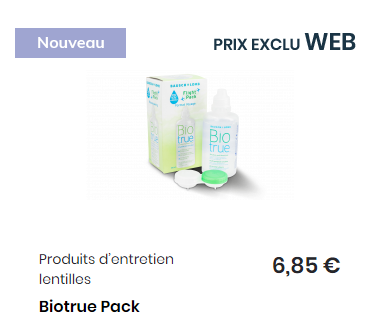 Nouveau
PRIX EXCLU WEB
BAUSCH + LOMB
Flight
Pack
Bio
true
Bio
true
Produits d'entretien
lentilles
6,85 €
Biotrue Pack